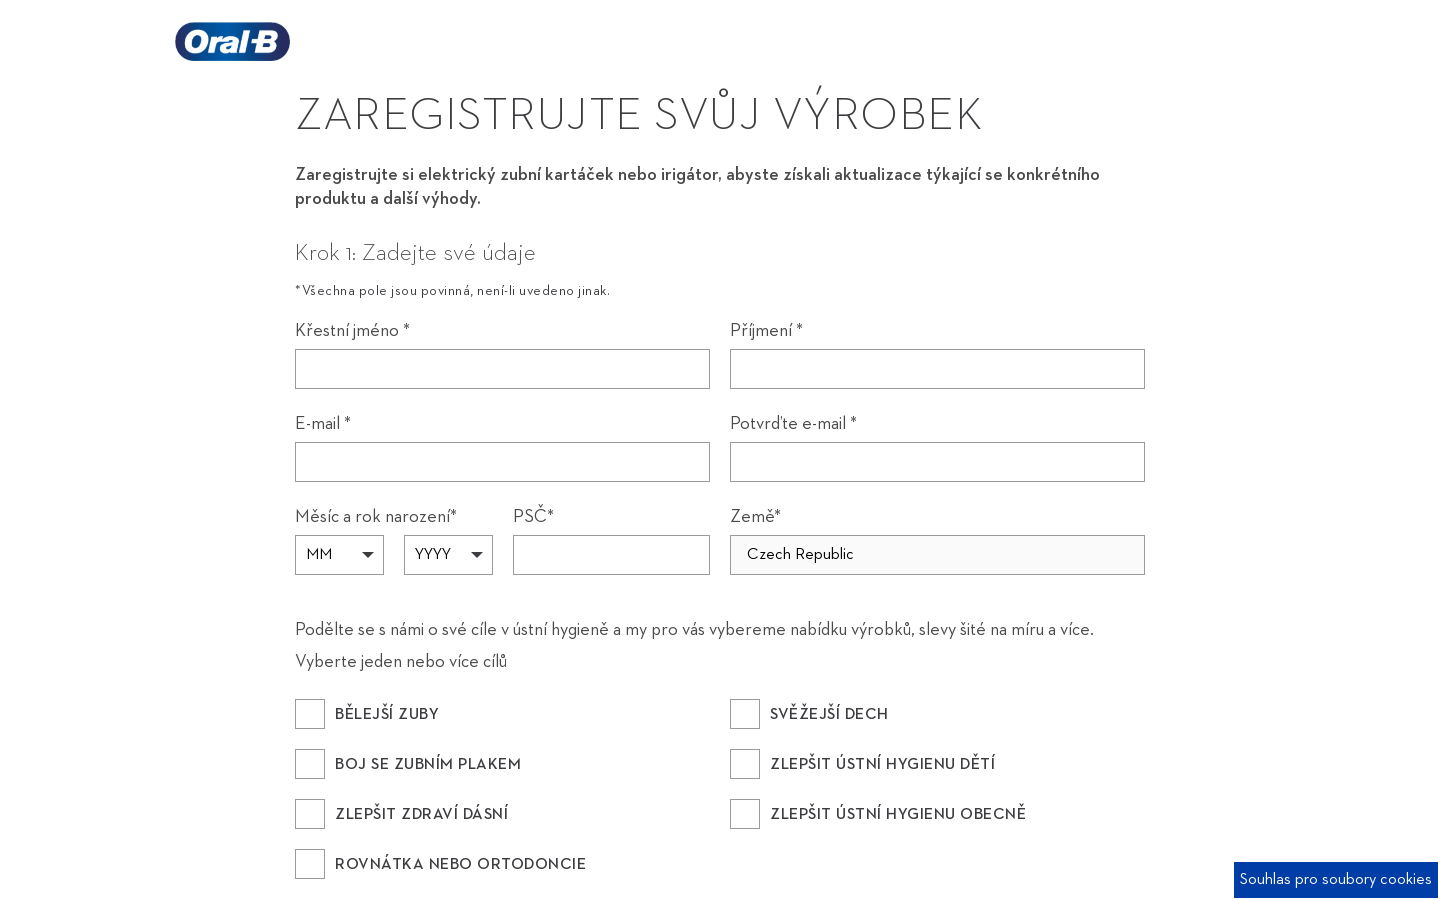 Oral-B
ZAREGISTRUJTE SVŮJ VÝROBEK
Zaregistrujte si elektrický zubní kartáček nebo irigátor, abyste získali aktualizace týkající se konkrétního
produktu a další výhody.
Krok 1: Zadejte své údaje
*Všechna pole jsou povinná, není-li uvedeno jinak.
Křestní jméno * Příjmení *
E-mail * Potvrďte e-mail *
Měsíc a rok narození* PSČ* Země*
MM YYYY Czech Republic
Podělte se s námi o své cíle v ústní hygieně a my pro vás vybereme nabídku výrobků, slevy šité na míru a více.
Vyberte jeden nebo více cílů
BĚLEJŠÍ ZUBY SVĚŽEJŠÍ DECH
BOJ SE ZUBNÍM PLAKEM ZLEPŠIT ÚSTNÍ HYGIENU DĚTÍ
ZLEPŠIT ZDRAVÍ DÁSNÍ ZLEPŠIT ÚSTNÍ HYGIENU OBECNĚ
ROVNÁTKA NEBO ORTODONCIE
Souhlas pro soubory cookies